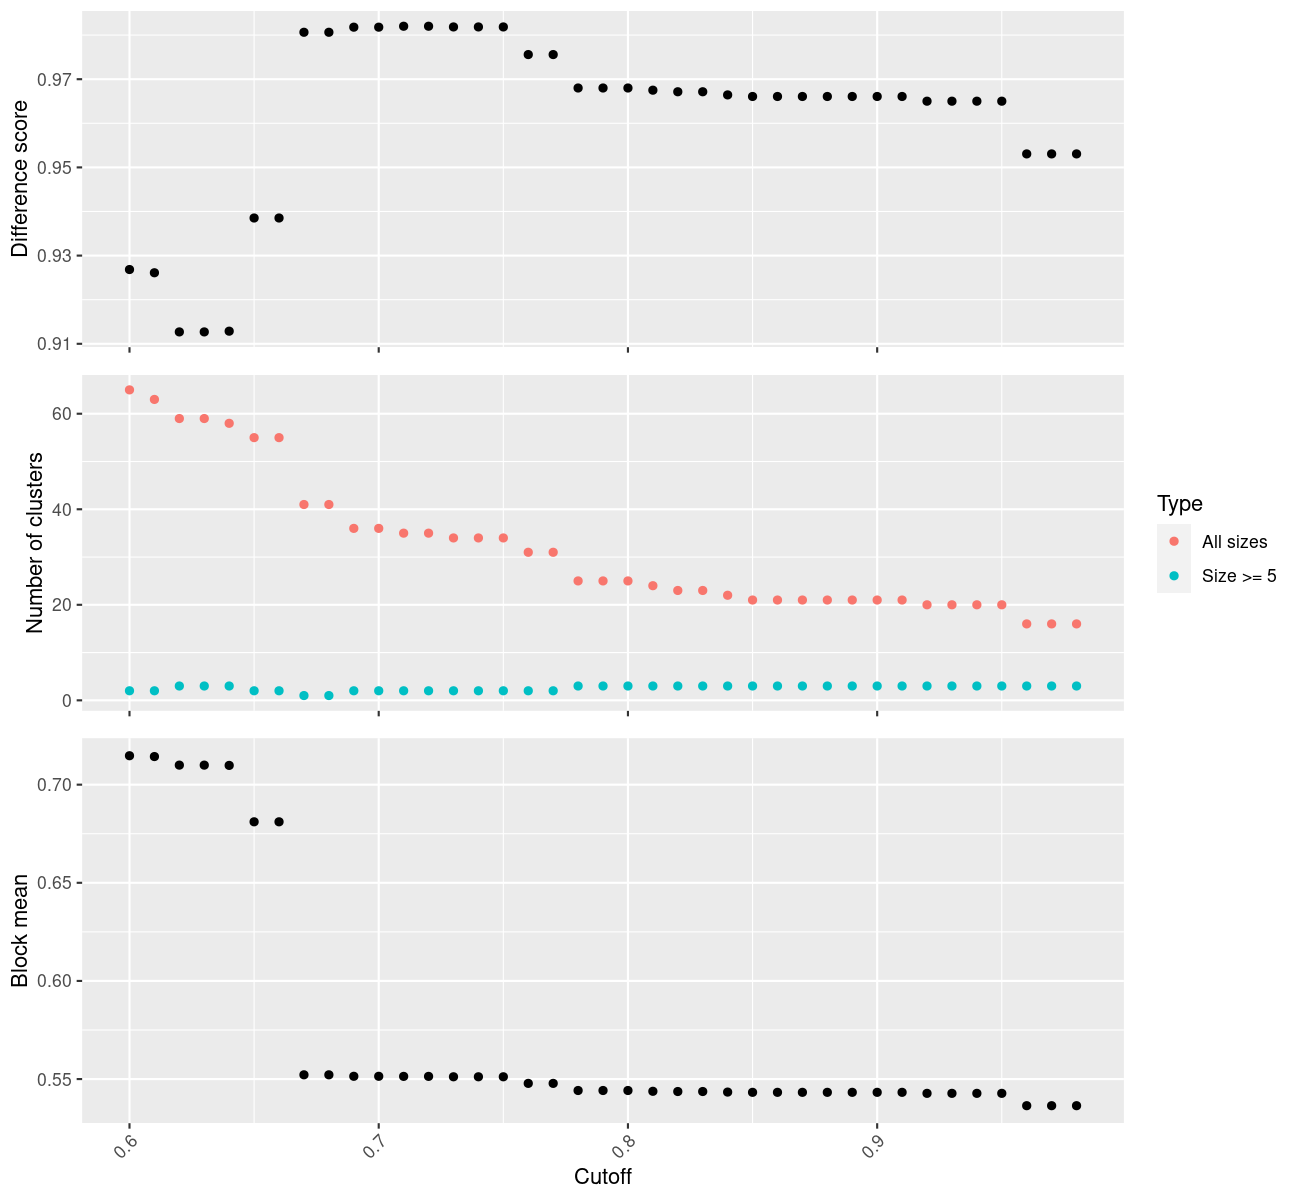 0.97
0.95
0.93
0.91
Difference score
60
40
20
0
Number of clusters
Type
All sizes
Size >= 5
0.70
0.65
0.60
0.55
Block mean
0.6
0.7
0.8
0.9
Cutoff